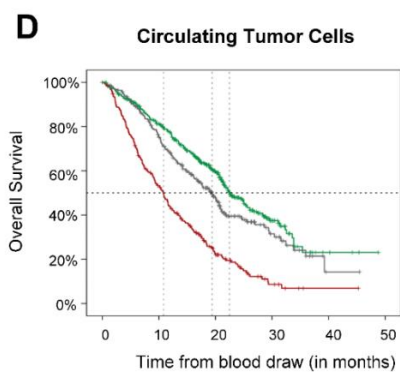 D
Circulating Tumor Cells
Overall Survival
100%
80%
60%
40%
20%
0%
0 10 20 30 40 50
Time from blood draw (in months)